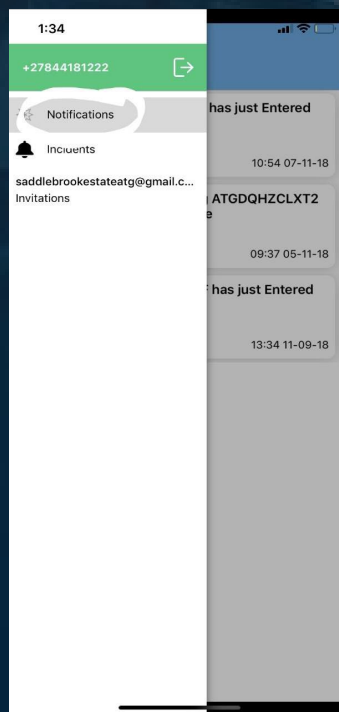 1:34
+27844181222
Notifications
Incidents
saddlebrookestateatg@gmail.c...
Invitations
has just Entered
10:54 07-11-18
ATGDQHZCLXT2
e
09:37 05-11-18
has just Entered
13:34 11-09-18